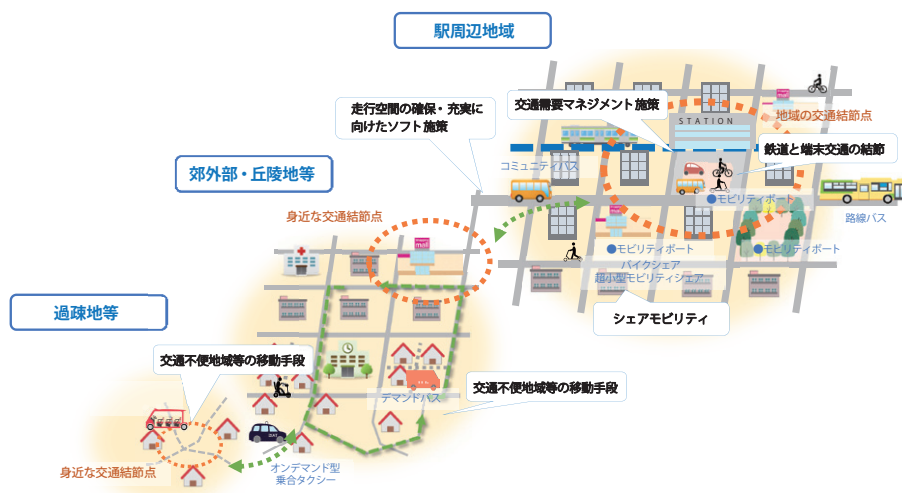 駅周辺地域
走行空間の確保・充実に
向けたソフト施策
交通需要マネジメント施策
STATION
地域の交通結節点
鉄道と端末交通の結節
コミュニティバス
郊外部・丘陵地等
●モビリティポート
路線バス
身近な交通結節点
mall
●モビリティポート
●モビリティポート
バイクシェア
超小型モビリティシェア
過疎地等
シェアモビリティ
交通不便地域等の移動手段
交通不便地域等の移動手段
デマンドバス
身近な交通結節点
オンデマンド型
乗合タクシー